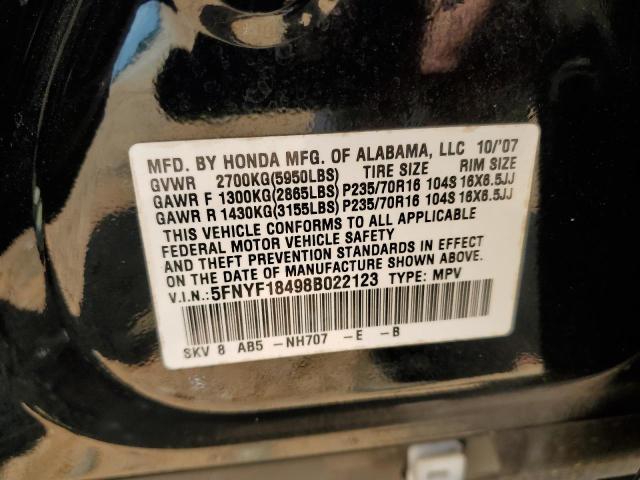 MFD. BY HONDA MFG. OF ALABAMA, LLC 10/'07
GVWR 2700KG(5950LBS) TIRE SIZE RIM SIZE
GAWR F 1300KG(2865LBS) P235/70R16 104S 16X6.5JJ
GAWR R 1430KG(3155LBS) P235/70R16 104S 16X6.5JJ
THIS VEHICLE CONFORMS TO ALL APPLICABLE
FEDERAL MOTOR VEHICLE SAFETY
AND THEFT PREVENTION STANDARDS IN EFFECT
ON THE DATE OF MANUFACTURE SHOWN ABOVE.
V.I.N.: 5FNYF18498B022123 TYPE: MPV
SKV 8 AB5 -NH707 -E -B